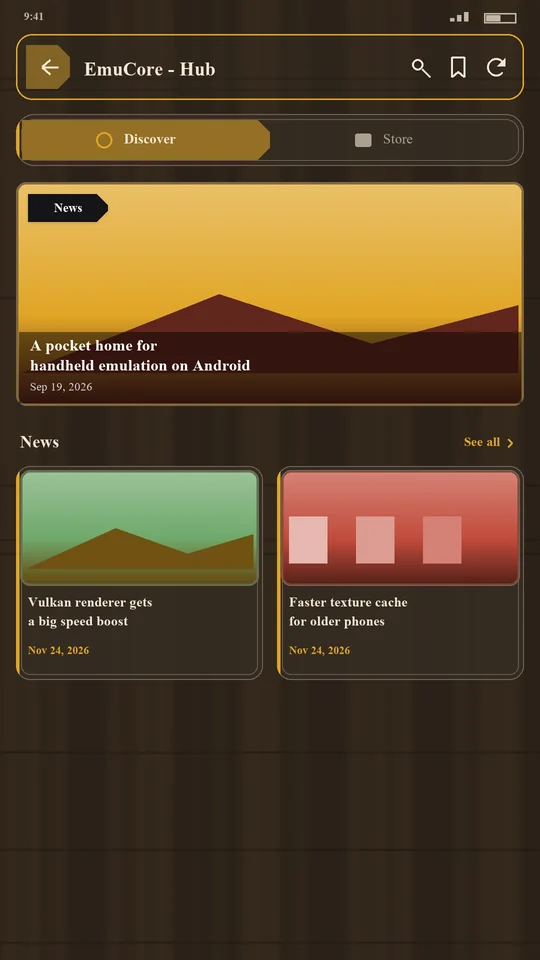 9:41
EmuCore - Hub
Discover
Store
News
A pocket home for
handheld emulation on Android
Sep 19, 2026
News
See all
Vulkan renderer gets
a big speed boost
Nov 24, 2026
Faster texture cache
for older phones
Nov 24, 2026